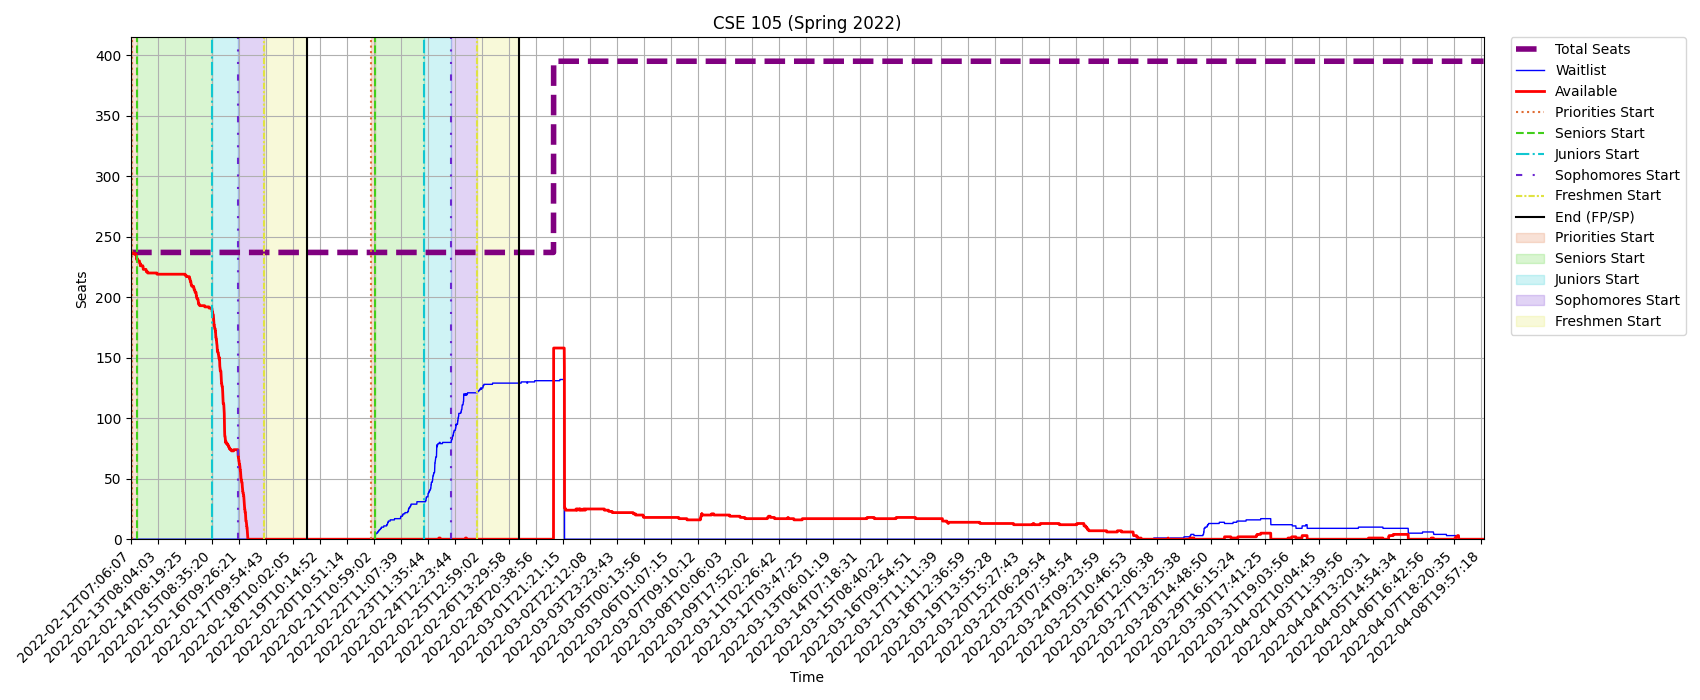 CSE 105 (Spring 2022)
Seats
400
350
300
250
200
150
100
50
0
2022-02-12T07:06:07
2022-02-13T08:04:03
2022-02-14T08:19:25
2022-02-15T08:35:20
2022-02-16T09:26:21
2022-02-17T09:54:43
2022-02-18T10:02:05
2022-02-19T10:14:52
2022-02-20T10:51:14
2022-02-21T10:59:02
2022-02-22T11:07:39
2022-02-23T11:35:44
2022-02-24T12:23:44
2022-02-25T12:59:02
2022-02-26T13:29:58
2022-02-28T20:38:56
2022-03-01T21:21:15
2022-03-02T22:12:08
2022-03-03T23:23:43
2022-03-05T00:13:56
2022-03-06T01:07:15
2022-03-07T09:10:12
2022-03-08T10:06:03
2022-03-09T17:52:02
2022-03-11T02:26:42
2022-03-12T03:47:25
2022-03-13T06:01:19
2022-03-14T07:18:31
2022-03-15T08:40:22
2022-03-16T09:54:51
2022-03-17T11:11:39
2022-03-18T12:36:59
2022-03-19T13:55:28
2022-03-20T15:27:43
2022-03-22T06:29:54
2022-03-23T07:54:54
2022-03-24T09:23:59
2022-03-25T10:46:53
2022-03-26T12:06:38
2022-03-27T13:25:38
2022-03-28T14:48:50
2022-03-29T16:15:24
2022-03-30T17:41:25
2022-03-31T19:03:56
2022-04-02T10:04:45
2022-04-03T11:39:56
2022-04-04T13:20:31
2022-04-05T14:54:34
2022-04-06T16:42:56
2022-04-07T18:20:35
2022-04-08T19:57:18
Time
Total Seats
Waitlist
Available
Priorities Start
Seniors Start
Juniors Start
Sophomores Start
Freshmen Start
End (FP/SP)
Priorities Start
Seniors Start
Juniors Start
Sophomores Start
Freshmen Start